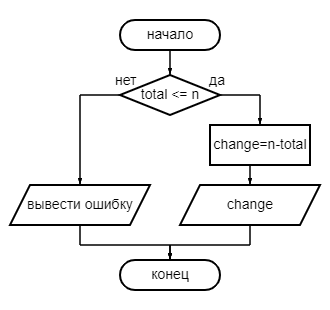 начало
нет
да
total <= n
change=n-total
вывести ошибку
change
конец